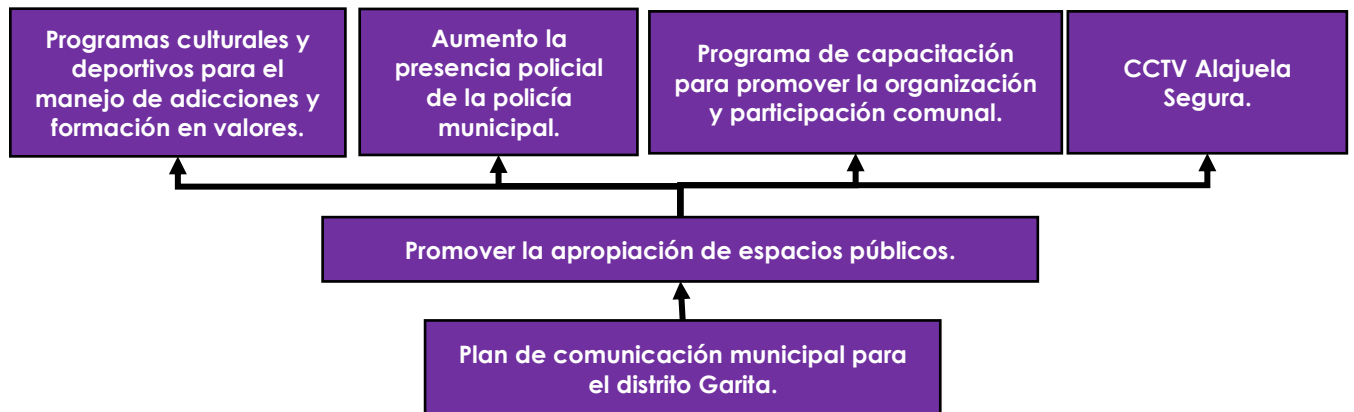 Programas culturales y
deportivos para el
manejo de adicciones y
formación en valores.
Aumento la
presencia policial
de la policía
municipal.
Programa de capacitación
para promover la organización
y participación comunal.
CCTV Alajuela
Segura.
Promover la apropiación de espacios públicos.
Plan de comunicación municipal para
el distrito Garita.